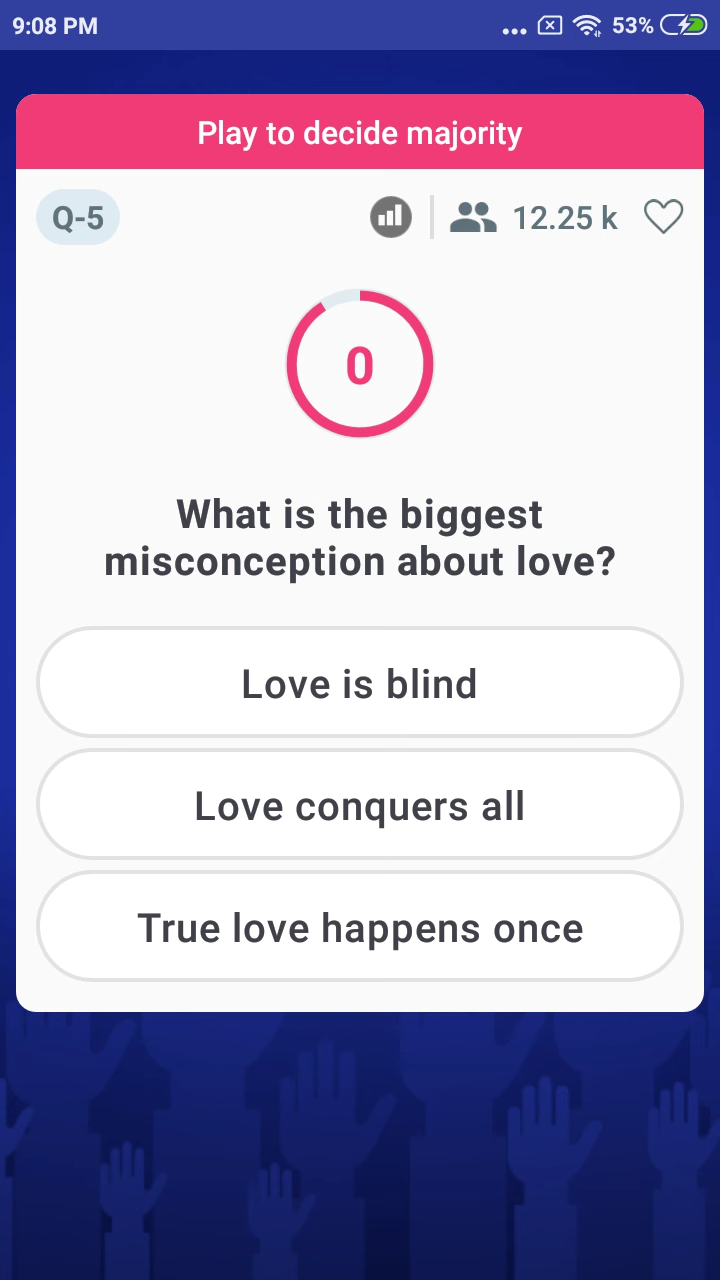 9:08 PM
53%
Play to decide majority
Q-5
12.25 k
0
What is the biggest
misconception about love?
Love is blind
Love conquers all
True love happens once